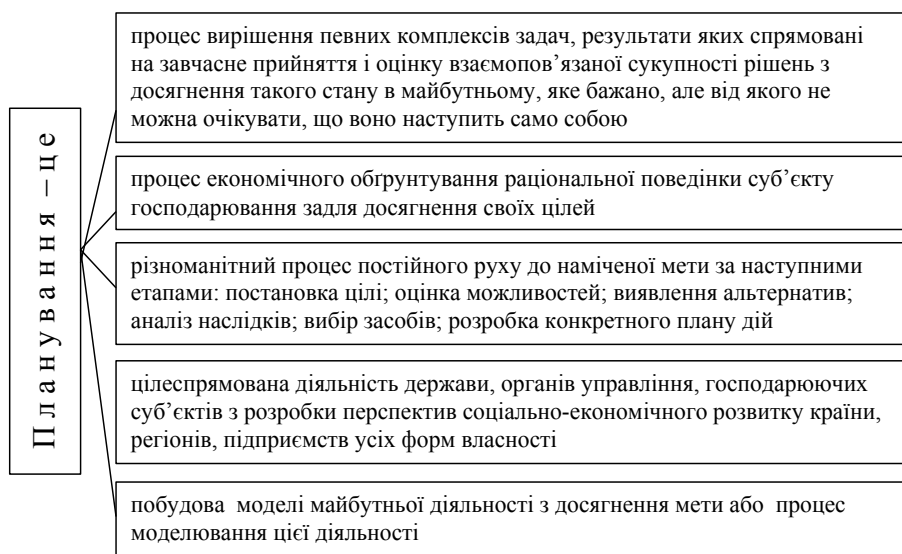 Планування – це
процес вирішення певних комплексів задач, результати яких спрямовані
на завчасне прийняття і оцінку взаємопов’язаної сукупності рішень з
досягнення такого стану в майбутньому, яке бажано, але від якого не
можна очікувати, що воно наступить само собою
процес економічного обґрунтування раціональної поведінки суб’єкту
господарювання задля досягнення своїх цілей
різноманітний процес постійного руху до наміченої мети за наступними
етапами: постановка цілі; оцінка можливостей; виявлення альтернатив;
аналіз наслідків; вибір засобів; розробка конкретного плану дій
цілеспрямована діяльність держави, органів управління, господарюючих
суб’єктів з розробки перспектив соціально-економічного розвитку країни,
регіонів, підприємств усіх форм власності
побудова моделі майбутньої діяльності з досягнення мети або процес
моделювання цієї діяльності